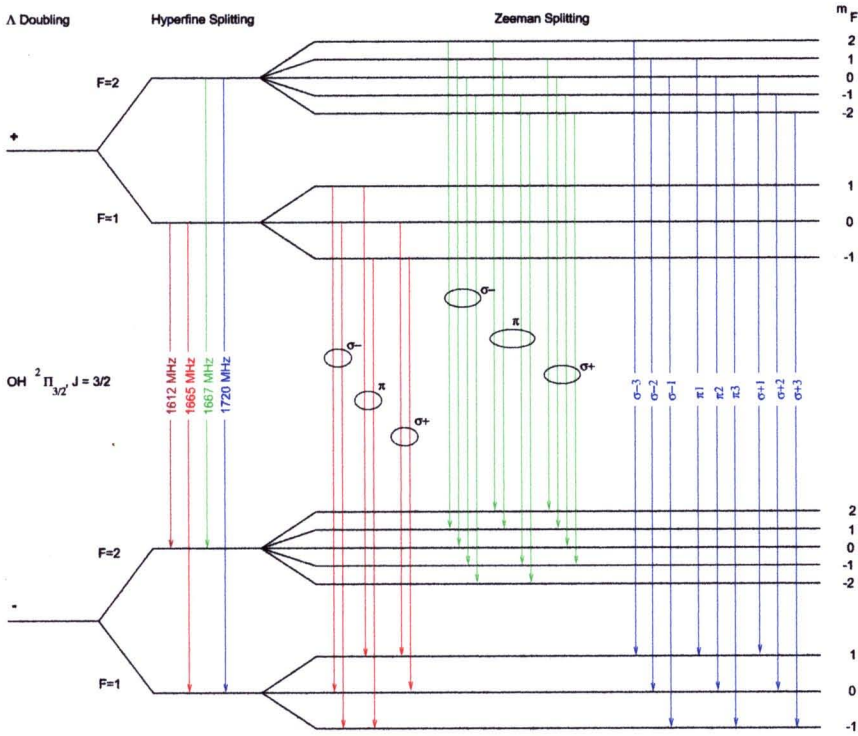 Λ Doubling
Hyperfine Splitting
Zeeman Splitting
m F
F=2
2
1
0
-1
-2
+
F=1
1
0
-1
σ−
π
σ+
σ−
π
σ+
OH ²Π3/2, J = 3/2
1612 MHz
1665 MHz
1667 MHz
1720 MHz
σ−3
σ−2
σ−1
π1
π2
π3
σ+1
σ+2
σ+3
F=2
2
1
0
-1
-2
-
F=1
1
0
-1